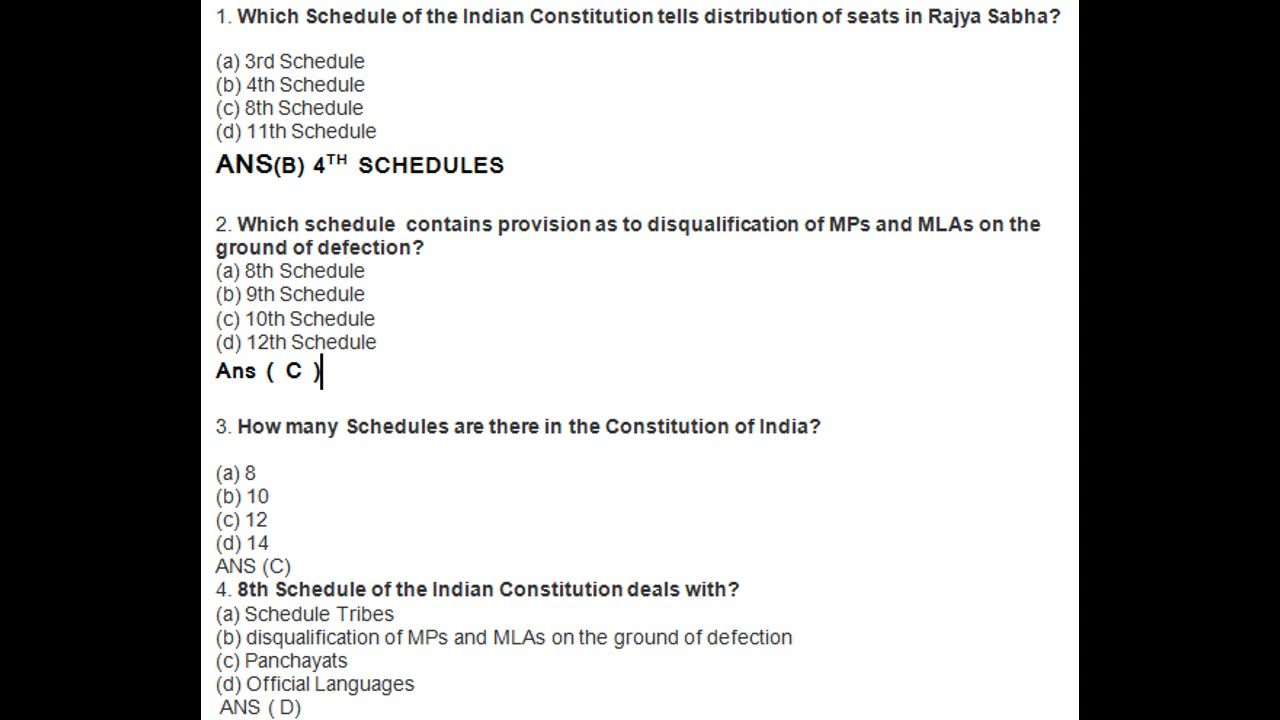 1. Which Schedule of the Indian Constitution tells distribution of seats in Rajya Sabha?
(a) 3rd Schedule
(b) 4th Schedule
(c) 8th Schedule
(d) 11th Schedule
ANS(B) 4TH SCHEDULES
2. Which schedule contains provision as to disqualification of MPs and MLAs on the
ground of defection?
(a) 8th Schedule
(b) 9th Schedule
(c) 10th Schedule
(d) 12th Schedule
Ans ( C )
3. How many Schedules are there in the Constitution of India?
(a) 8
(b) 10
(c) 12
(d) 14
ANS (C)
4. 8th Schedule of the Indian Constitution deals with?
(a) Schedule Tribes
(b) disqualification of MPs and MLAs on the ground of defection
(c) Panchayats
(d) Official Languages
ANS ( D)